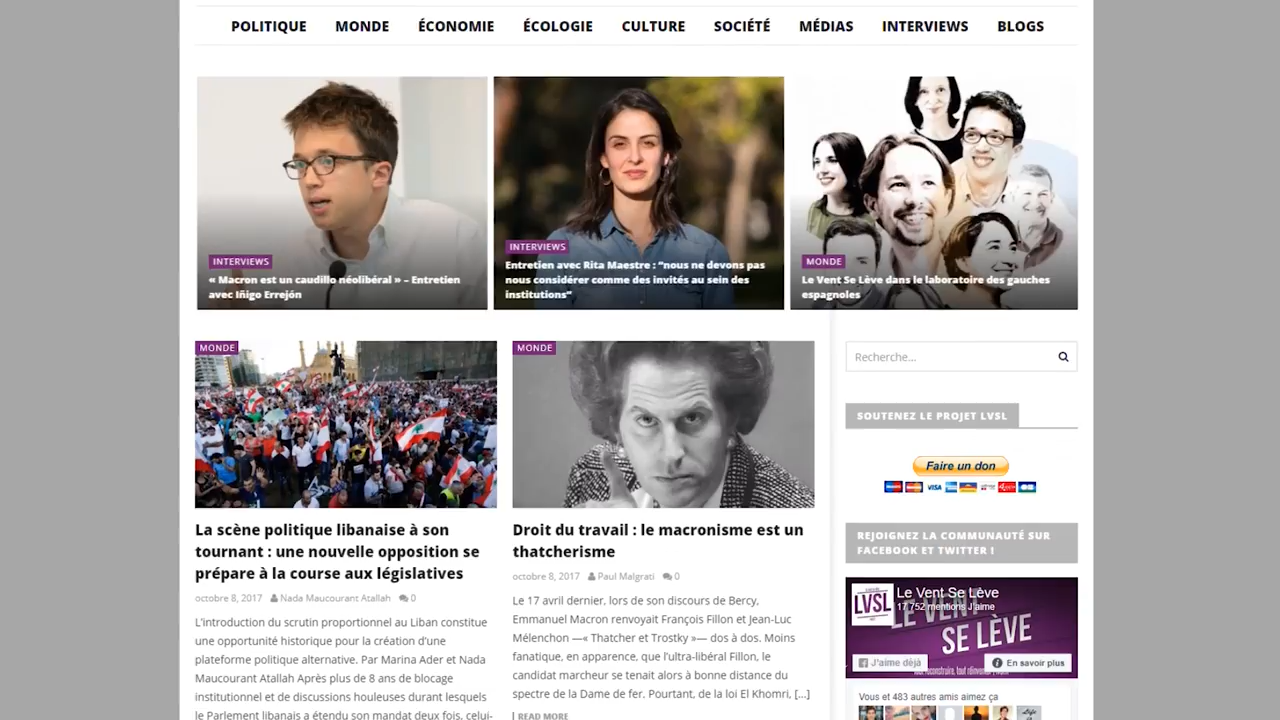 POLITIQUE MONDE ÉCONOMIE ÉCOLOGIE CULTURE SOCIÉTÉ MÉDIAS INTERVIEWS BLOGS
INTERVIEWS
« Macron est un caudillo néolibéral » – Entretien
avec Iñigo Errejón
INTERVIEWS
Entretien avec Rita Maestre : “nous ne devons pas
nous considérer comme des invités au sein des
institutions”
MONDE
Le Vent Se Lève dans le laboratoire des gauches
espagnoles
MONDE
La scène politique libanaise à son
tournant : une nouvelle opposition se
prépare à la course aux législatives
octobre 8, 2017 Nada Maucourant Atallah 0
L’introduction du scrutin proportionnel au Liban constitue
une opportunité historique pour la création d’une
plateforme politique alternative. Par Marina Ader et Nada
Maucourant Atallah Après plus de 8 ans de blocage
institutionnel et de discussions houleuses durant lesquels
le Parlement libanais a étendu son mandat deux fois, celui-
MONDE
Droit du travail : le macronisme est un
thatcherisme
octobre 8, 2017 Paul Malgrati 0
Le 17 avril dernier, lors de son discours de Bercy,
Emmanuel Macron renvoyait François Fillon et Jean-Luc
Mélenchon —« Thatcher et Trostky »— dos à dos. Moins
fanatique, en apparence, que l’ultra-libéral Fillon, le
candidat marcheur se tenait alors à bonne distance du
spectre de la Dame de fer. Pourtant, de la loi El Khomri, [...]
| READ MORE
Recherche...
SOUTENEZ LE PROJET LVSL
Faire un don
VISA
REJOIGNEZ LA COMMUNAUTÉ SUR
FACEBOOK ET TWITTER !
LVSL
Le Vent Se Lève
17 752 mentions J’aime
LE VENT
SE LÈVE
J’aime déjà
En savoir plus
Vous et 483 autres amis aimez ça